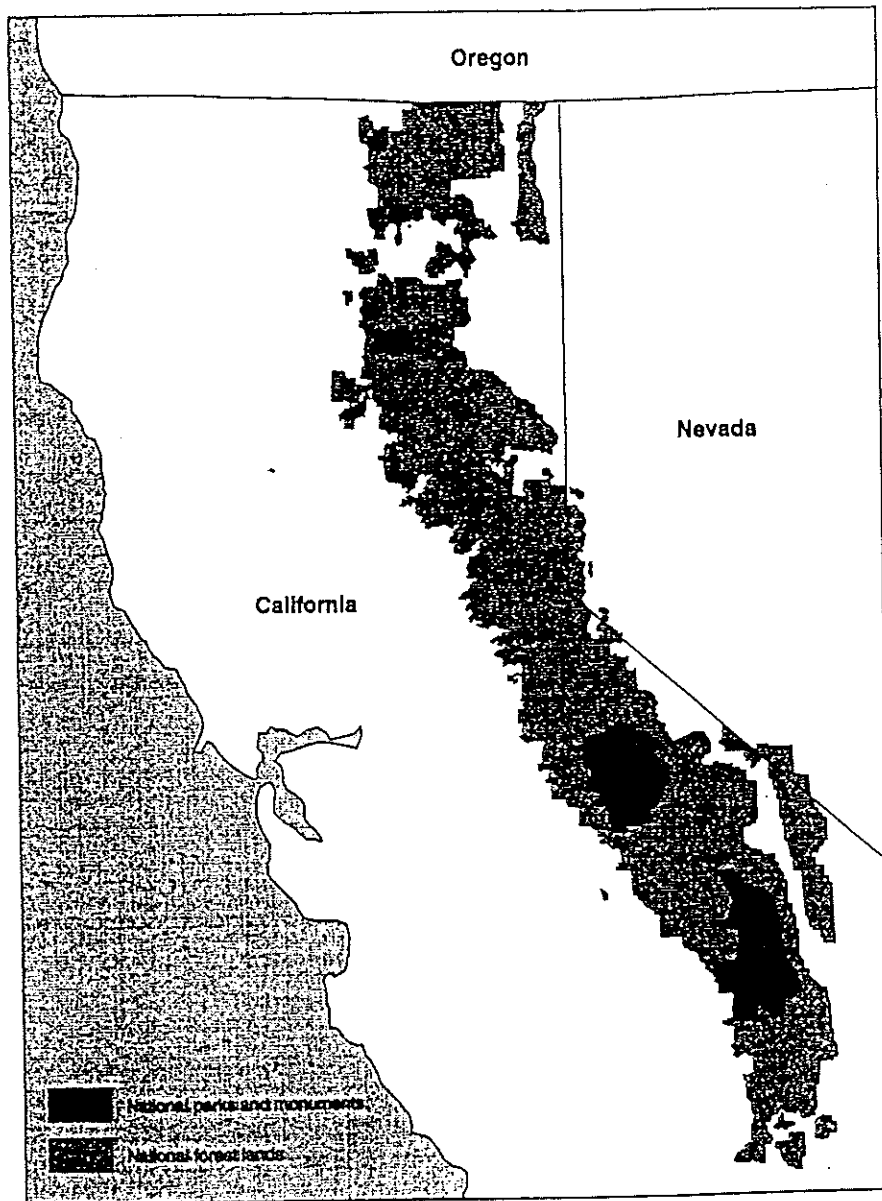 Oregon
Nevada
California
National parks and monuments
National forest lands